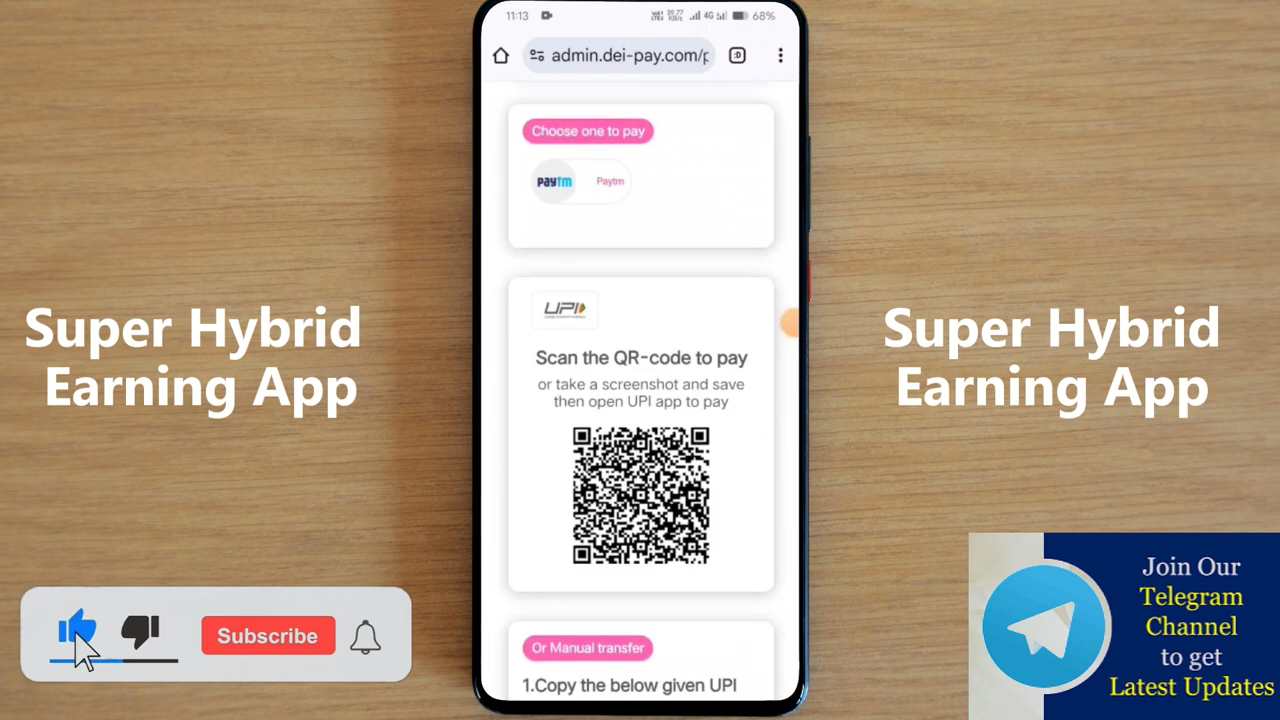 11:13
4G
68%
admin.dei-pay.com/p
:D
Choose one to pay
paytm
Paytm
UPI
Scan the QR-code to pay
or take a screenshot and save
then open UPI app to pay
Or Manual transfer
1.Copy the below given UPI
Super Hybrid
Earning App
Super Hybrid
Earning App
Subscribe
Join Our
Telegram
Channel
to get
Latest Updates